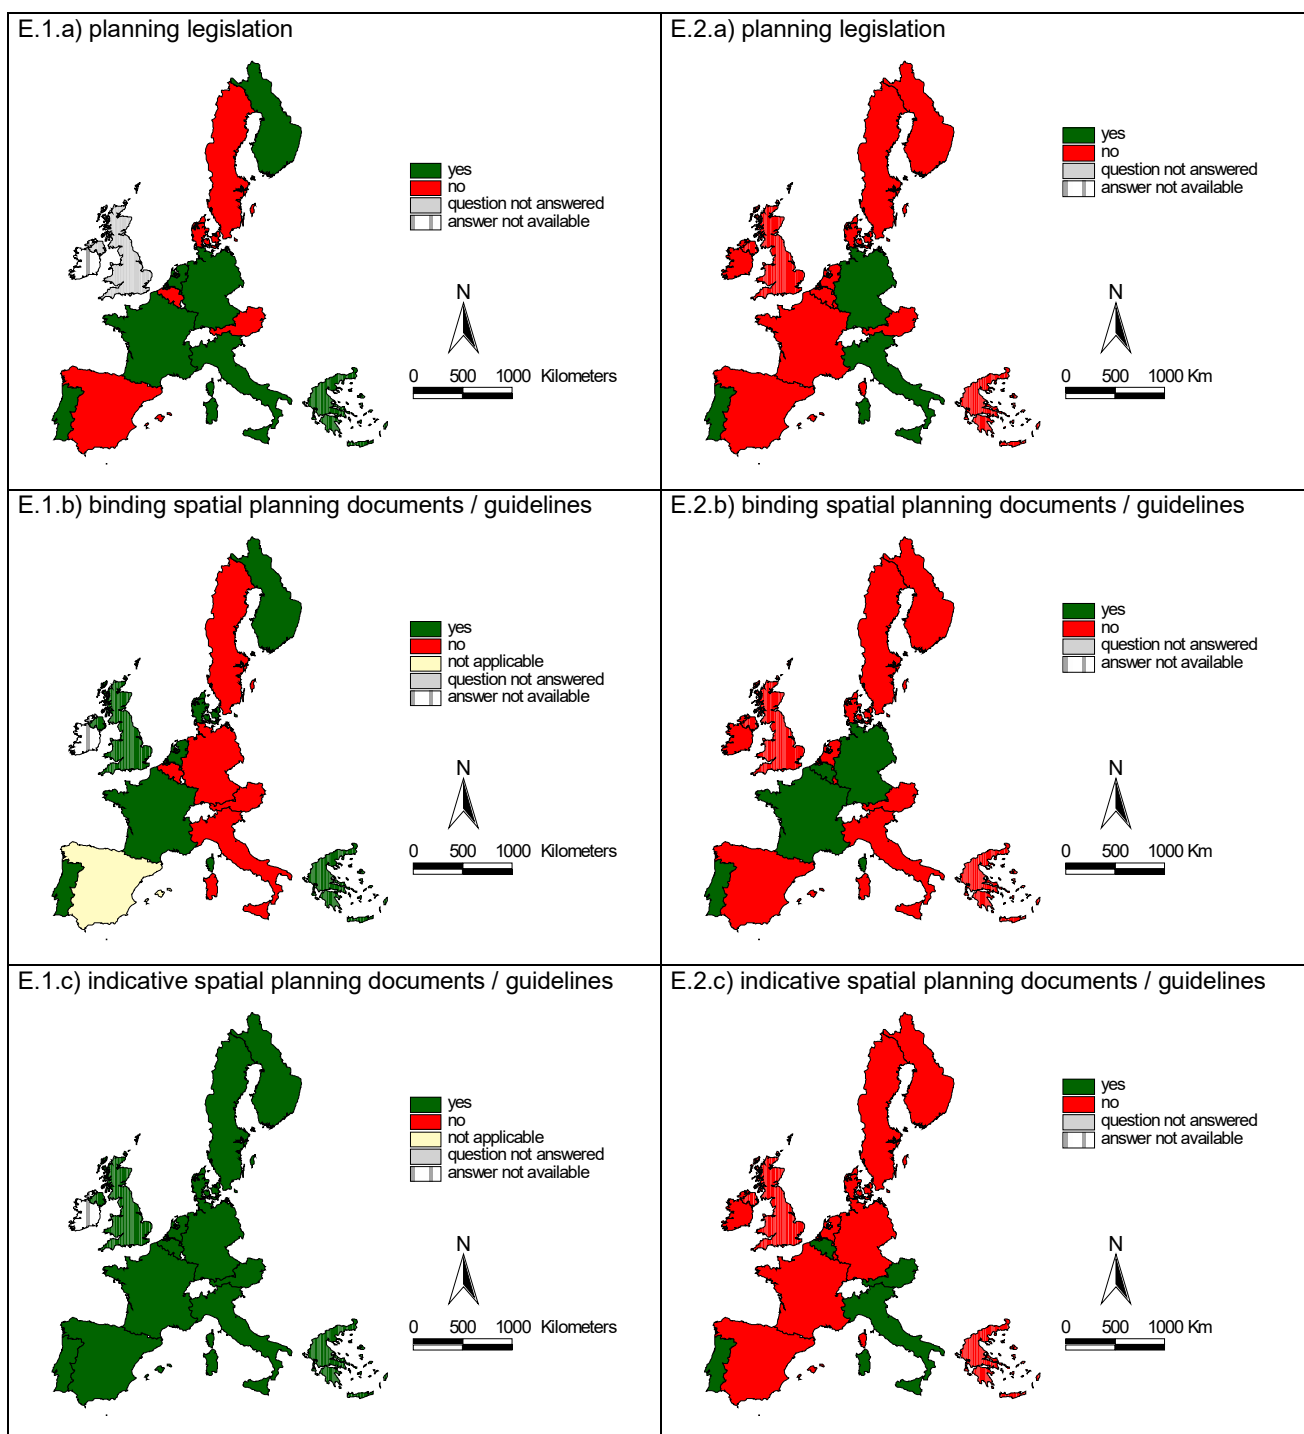 E.1.a) planning legislation
yes
no
question not answered
answer not available
N
0 500 1000 Kilometers
E.2.a) planning legislation
yes
no
question not answered
answer not available
N
0 500 1000 Km
E.1.b) binding spatial planning documents / guidelines
yes
no
not applicable
question not answered
answer not available
N
0 500 1000 Kilometers
E.2.b) binding spatial planning documents / guidelines
yes
no
question not answered
answer not available
N
0 500 1000 Km
E.1.c) indicative spatial planning documents / guidelines
yes
no
not applicable
question not answered
answer not available
N
0 500 1000 Kilometers
E.2.c) indicative spatial planning documents / guidelines
yes
no
question not answered
answer not available
N
0 500 1000 Km